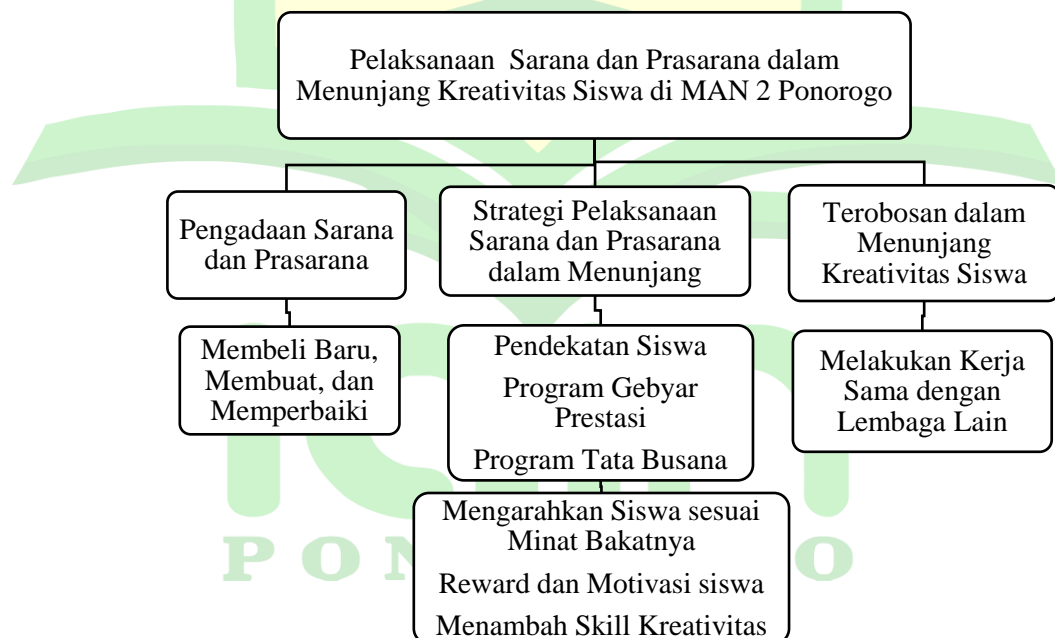 Pelaksanaan Sarana dan Prasarana dalam
Menunjang Kreativitas Siswa di MAN 2 Ponorogo
Pengadaan Sarana
dan Prasarana
Strategi Pelaksanaan
Sarana dan Prasarana
dalam Menunjang
Terobosan dalam
Menunjang
Kreativitas Siswa
Membeli Baru,
Membuat, dan
Memperbaiki
Pendekatan Siswa
Program Gebyar
Prestasi
Program Tata Busana
Melakukan Kerja
Sama dengan
Lembaga Lain
Mengarahkan Siswa sesuai
Minat Bakatnya
Reward dan Motivasi siswa
Menambah Skill Kreativitas